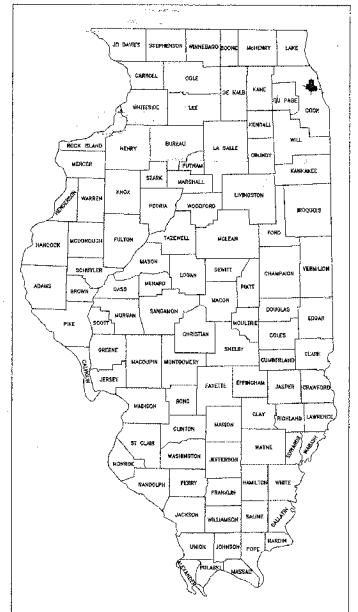 JO DAVIES STEPHENSON WINNEBAGO BOONE McHENRY LAKE
CARROLL OGLE
DE KALB KANE
DU PAGE COOK
WHITESIDE LEE
KENDALL
WILL
ROCK ISLAND HENRY BUREAU LA SALLE GRUNDY
MERCER PUTNAM KANKAKEE
STARK MARSHALL
HENDERSON WARREN KNOX PEORIA WOODFORD LIVINGSTON IROQUOIS
FORD
HANCOCK McDONOUGH FULTON TAZEWELL McLEAN
MASON
SCHUYLER LOGAN DEWITT CHAMPAIGN VERMILION
ADAMS BROWN CASS MENARD PIATT
MACON
MORGAN SANGAMON DOUGLAS EDGAR
PIKE SCOTT MOULTRIE
CHRISTIAN COLES
GREENE SHELBY CLARK
MACOUPIN MONTGOMERY CUMBERLAND
CALHOUN JERSEY FAYETTE EFFINGHAM JASPER CRAWFORD
MADISON BOND
CLAY RICHLAND LAWRENCE
CLINTON MARION
ST CLAIR WAYNE EDWARDS WABASH
WASHINGTON JEFFERSON
MONROE
RANDOLPH PERRY HAMILTON WHITE
FRANKLIN
JACKSON WILLIAMSON SALINE GALLATIN
HARDIN
UNION JOHNSON POPE
ALEXANDER PULASKI MASSAC